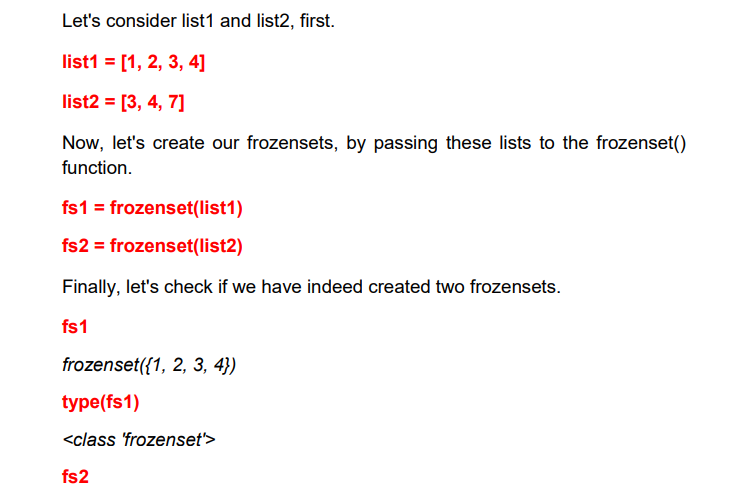 Let's consider list1 and list2, first.
list1 = [1, 2, 3, 4]
list2 = [3, 4, 7]
Now, let's create our frozensets, by passing these lists to the frozenset()
function.
fs1 = frozenset(list1)
fs2 = frozenset(list2)
Finally, let's check if we have indeed created two frozensets.
fs1
frozenset({1, 2, 3, 4})
type(fs1)
<class 'frozenset'>
fs2